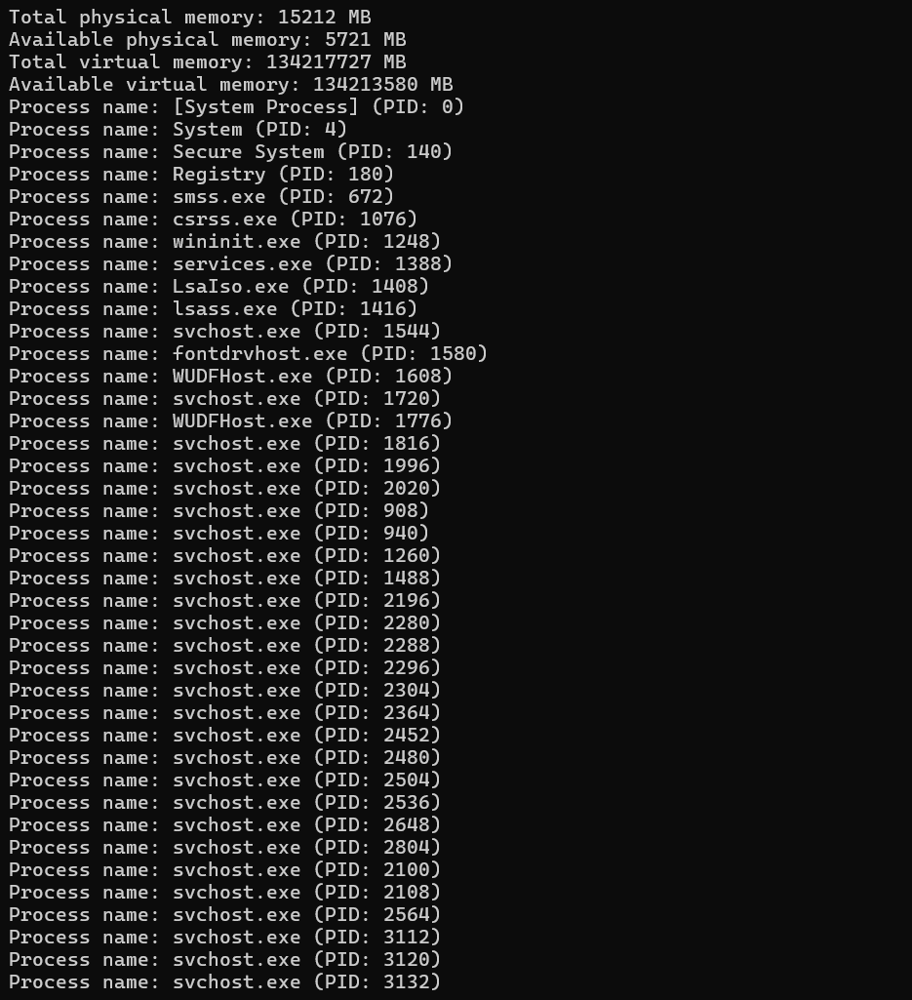 Total physical memory: 15212 MB
Available physical memory: 5721 MB
Total virtual memory: 134217727 MB
Available virtual memory: 134213580 MB
Process name: [System Process] (PID: 0)
Process name: System (PID: 4)
Process name: Secure System (PID: 140)
Process name: Registry (PID: 180)
Process name: smss.exe (PID: 672)
Process name: csrss.exe (PID: 1076)
Process name: wininit.exe (PID: 1248)
Process name: services.exe (PID: 1388)
Process name: LsaIso.exe (PID: 1408)
Process name: lsass.exe (PID: 1416)
Process name: svchost.exe (PID: 1544)
Process name: fontdrvhost.exe (PID: 1580)
Process name: WUDFHost.exe (PID: 1608)
Process name: svchost.exe (PID: 1720)
Process name: WUDFHost.exe (PID: 1776)
Process name: svchost.exe (PID: 1816)
Process name: svchost.exe (PID: 1996)
Process name: svchost.exe (PID: 2020)
Process name: svchost.exe (PID: 908)
Process name: svchost.exe (PID: 940)
Process name: svchost.exe (PID: 1260)
Process name: svchost.exe (PID: 1488)
Process name: svchost.exe (PID: 2196)
Process name: svchost.exe (PID: 2280)
Process name: svchost.exe (PID: 2288)
Process name: svchost.exe (PID: 2296)
Process name: svchost.exe (PID: 2304)
Process name: svchost.exe (PID: 2364)
Process name: svchost.exe (PID: 2452)
Process name: svchost.exe (PID: 2480)
Process name: svchost.exe (PID: 2504)
Process name: svchost.exe (PID: 2536)
Process name: svchost.exe (PID: 2648)
Process name: svchost.exe (PID: 2804)
Process name: svchost.exe (PID: 2100)
Process name: svchost.exe (PID: 2108)
Process name: svchost.exe (PID: 2564)
Process name: svchost.exe (PID: 3112)
Process name: svchost.exe (PID: 3120)
Process name: svchost.exe (PID: 3132)